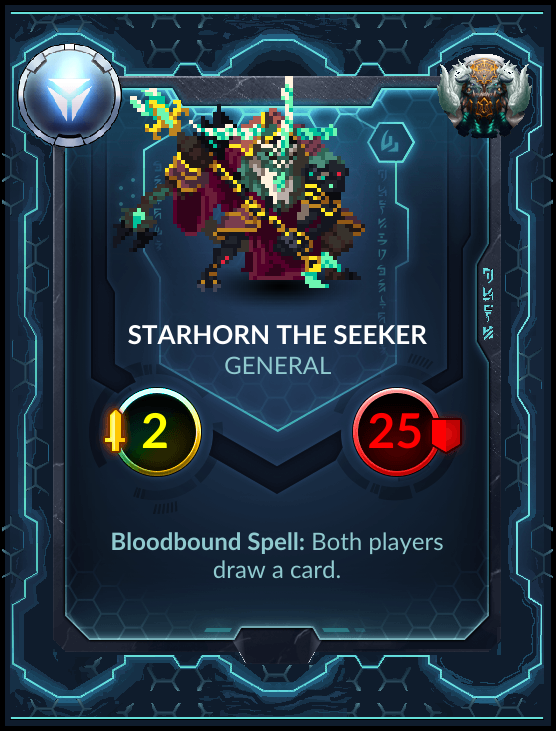 STARHORN THE SEEKER
GENERAL
2 25
Bloodbound Spell: Both players
draw a card.